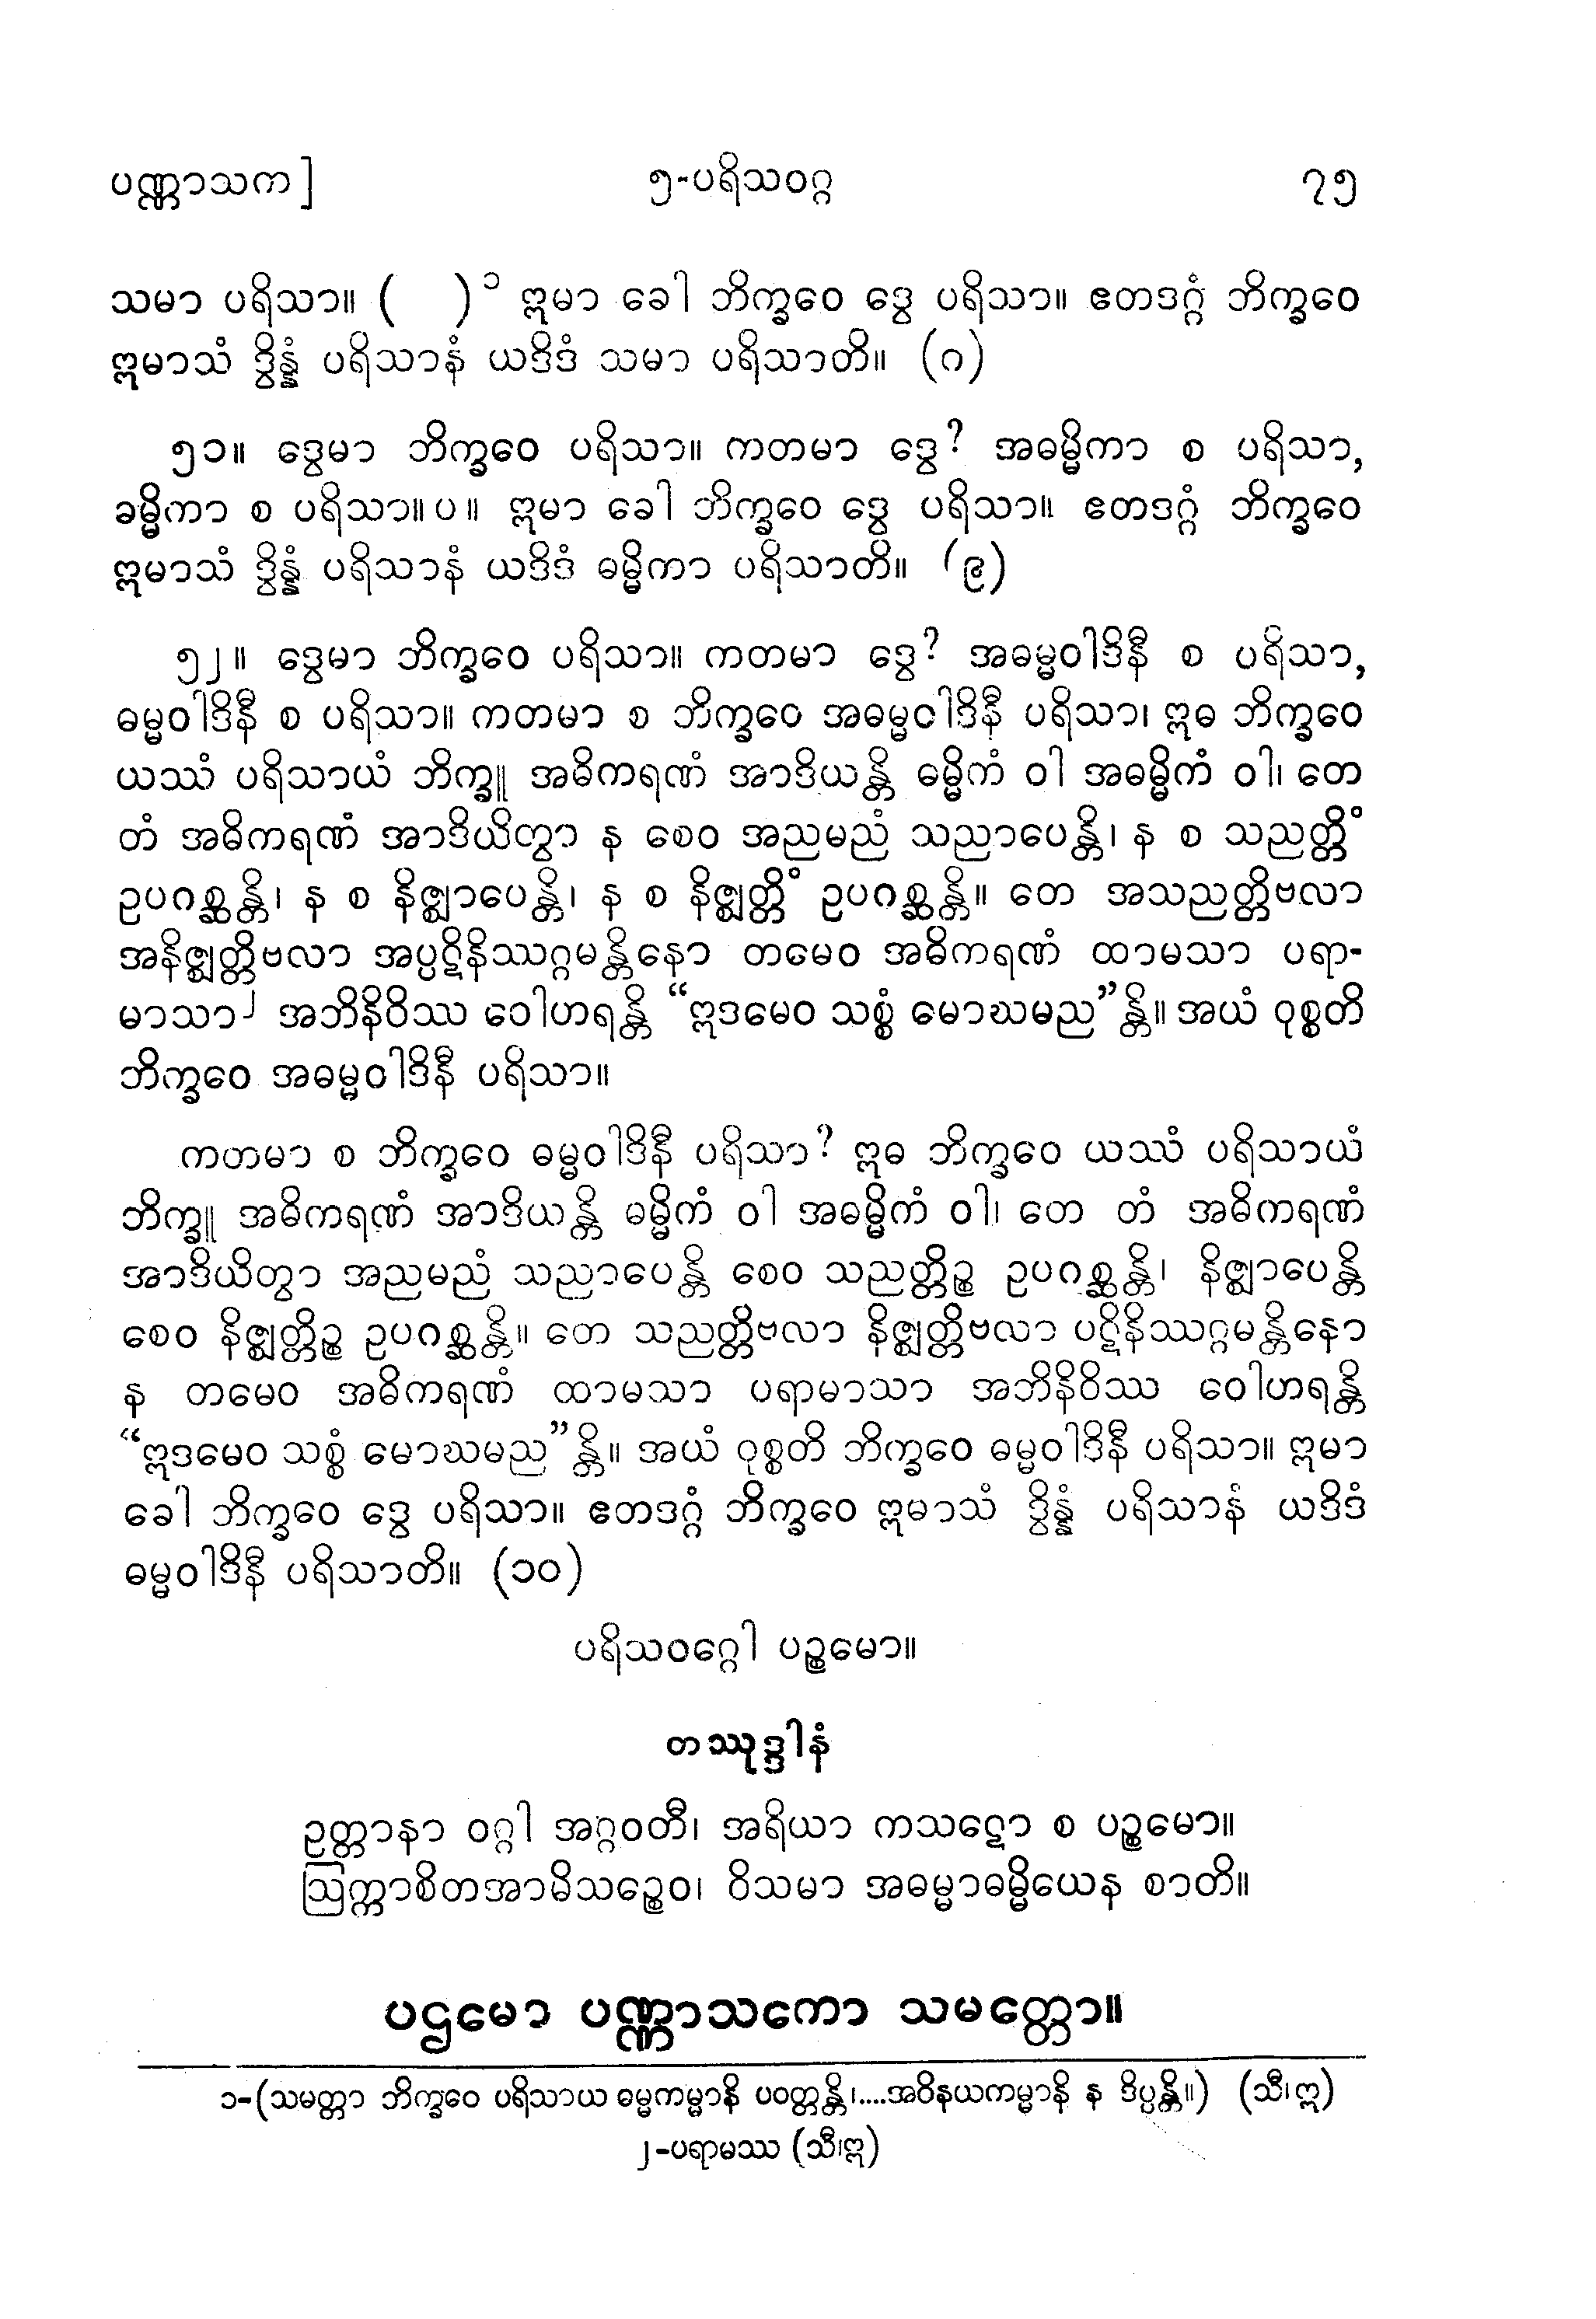 ပဏ္ဏာသက]
၅-ပရိသဝဂ္ဂ
၇၅
သမာ ပရိသာ။ ( )၁ ဣမာ ခေါ ဘိက္ခဝေ ဒွေ ပရိသာ။ ဧတဒဂ္ဂံ ဘိက္ခဝေ
ဣမာသံ ဒွိန္နံ ပရိသာနံ ယဒိဒံ သမာ ပရိသာတိ။ (၈)
၅၁။ ဒွေမာ ဘိက္ခဝေ ပရိသာ။ ကတမာ ဒွေ? အဓမ္မိကာ စ ပရိသာ,
ဓမ္မိကာ စ ပရိသာ။ပ။ ဣမာ ခေါ ဘိက္ခဝေ ဒွေ ပရိသာ။ ဧတဒဂ္ဂံ ဘိက္ခဝေ
ဣမာသံ ဒွိန္နံ ပရိသာနံ ယဒိဒံ ဓမ္မိကာ ပရိသာတိ။ (၉)
၅၂။ ဒွေမာ ဘိက္ခဝေ ပရိသာ။ ကတမာ ဒွေ? အဓမ္မဝါဒိနီ စ ပရိသာ,
ဓမ္မဝါဒိနီ စ ပရိသာ။ ကတမာ စ ဘိက္ခဝေ အဓမ္မဝါဒိနီ ပရိသာ၊ ဣဓ ဘိက္ခဝေ
ယဿံ ပရိသာယံ ဘိက္ခူ အဓိကရဏံ အာဒိယန္တိ ဓမ္မိကံ ဝါ အဓမ္မိကံ ဝါ၊ တေ
တံ အဓိကရဏံ အာဒိယိတွာ န စေဝ အညမညံ သညာပေန္တိ၊ န စ သညတ္တိံ
ဥပဂစ္ဆန္တိ၊ န စ နိဇ္ဈာပေန္တိ၊ န စ နိဇ္ဈတ္တိံ ဥပဂစ္ဆန္တိ။ တေ အသညတ္တိဗလာ
အနိဇ္ဈတ္တိဗလာ အပ္ပဋိနိဿဂ္ဂမန္တိနော တမေဝ အဓိကရဏံ ထာမသာ ပရာ-
မာသာ၂ အဘိနိဝိဿ ဝေါဟရန္တိ “ဣဒမေဝ သစ္စံ မောဃမည”န္တိ။ အယံ ဝုစ္စတိ
ဘိက္ခဝေ အဓမ္မဝါဒိနီ ပရိသာ။
ကတမာ စ ဘိက္ခဝေ ဓမ္မဝါဒိနီ ပရိသာ? ဣဓ ဘိက္ခဝေ ယဿံ ပရိသာယံ
ဘိက္ခူ အဓိကရဏံ အာဒိယန္တိ ဓမ္မိကံ ဝါ အဓမ္မိကံ ဝါ၊ တေ တံ အဓိကရဏံ
အာဒိယိတွာ အညမညံ သညာပေန္တိ စေဝ သညတ္တိဉ္စ ဥပဂစ္ဆန္တိ၊ နိဇ္ဈာပေန္တိ
စေဝ နိဇ္ဈတ္တိဉ္စ ဥပဂစ္ဆန္တိ။ တေ သညတ္တိဗလာ နိဇ္ဈတ္တိဗလာ ပဋိနိဿဂ္ဂမန္တိနော
န တမေဝ အဓိကရဏံ ထာမသာ ပရာမာသာ အဘိနိဝိဿ ဝေါဟရန္တိ
“ဣဒမေဝ သစ္စံ မောဃမည”န္တိ။ အယံ ဝုစ္စတိ ဘိက္ခဝေ ဓမ္မဝါဒိနီ ပရိသာ။ ဣမာ
ခေါ ဘိက္ခဝေ ဒွေ ပရိသာ။ ဧတဒဂ္ဂံ ဘိက္ခဝေ ဣမာသံ ဒွိန္နံ ပရိသာနံ ယဒိဒံ
ဓမ္မဝါဒိနီ ပရိသာတိ။ (၁၀)
ပရိသဝဂ္ဂေါ ပဉ္စမော။
တဿုဒ္ဒါနံ
ဥတ္တာနာ ဝဂ္ဂါ အဂ္ဂဝတီ၊ အရိယာ ကသဋော စ ပဉ္စမော။
ဩက္ကာစိတအာမိသဉ္စေဝ၊ ဝိသမာ အဓမ္မာဓမ္မိယေန စာတိ။
ပဌမော ပဏ္ဏာသကော သမတ္တော။
၁-(သမတ္တာ ဘိက္ခဝေ ပရိသာယ ဓမ္မကမ္မာနိ ပဝတ္တန္တိ၊....အဝိနယကမ္မာနိ န ဒိပ္ပန္တိ။) (သီ၊ဣ)
၂-ပရာမဿ (သီ၊ဣ)